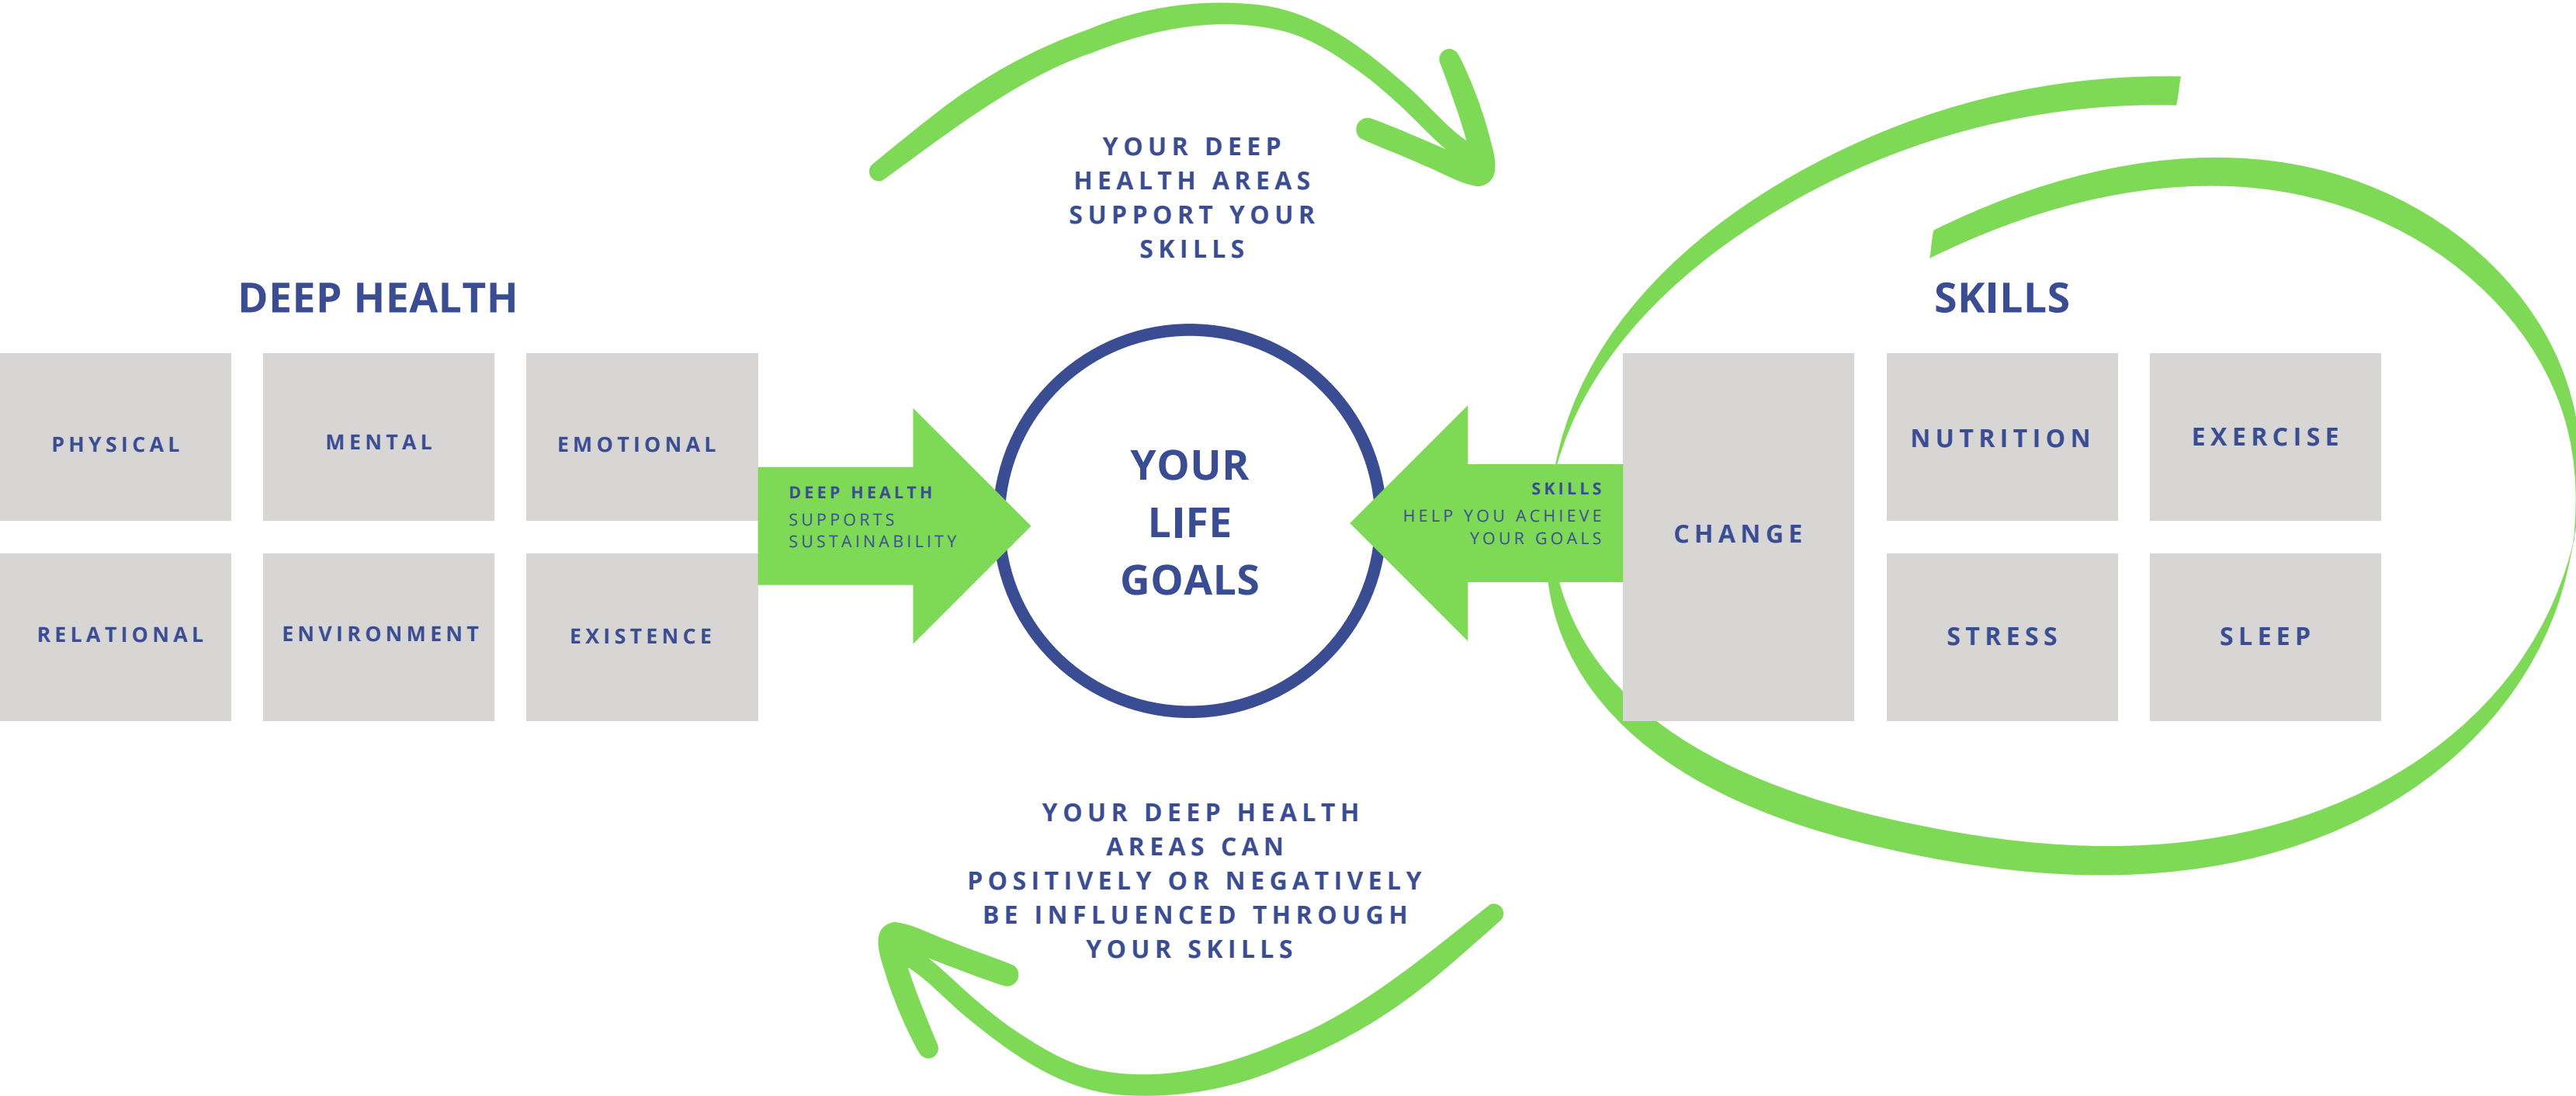 YOUR DEEP
HEALTH AREAS
SUPPORT YOUR
SKILLS
DEEP HEALTH
PHYSICAL
MENTAL
EMOTIONAL
RELATIONAL
ENVIRONMENT
EXISTENCE
DEEP HEALTH
SUPPORTS
SUSTAINABILITY
YOUR
LIFE
GOALS
SKILLS
HELP YOU ACHIEVE
YOUR GOALS
SKILLS
CHANGE
NUTRITION
EXERCISE
STRESS
SLEEP
YOUR DEEP HEALTH
AREAS CAN
POSITIVELY OR NEGATIVELY
BE INFLUENCED THROUGH
YOUR SKILLS